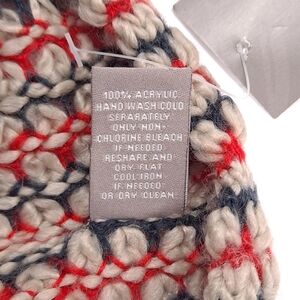 100% ACRYLIC
HAND WASH COLD
SEPARATELY
ONLY NON-
CHLORINE BLEACH
IF NEEDED
RESHAPE AND
DRY FLAT
COOL IRON
IF NEEDED
OR DRY CLEAN